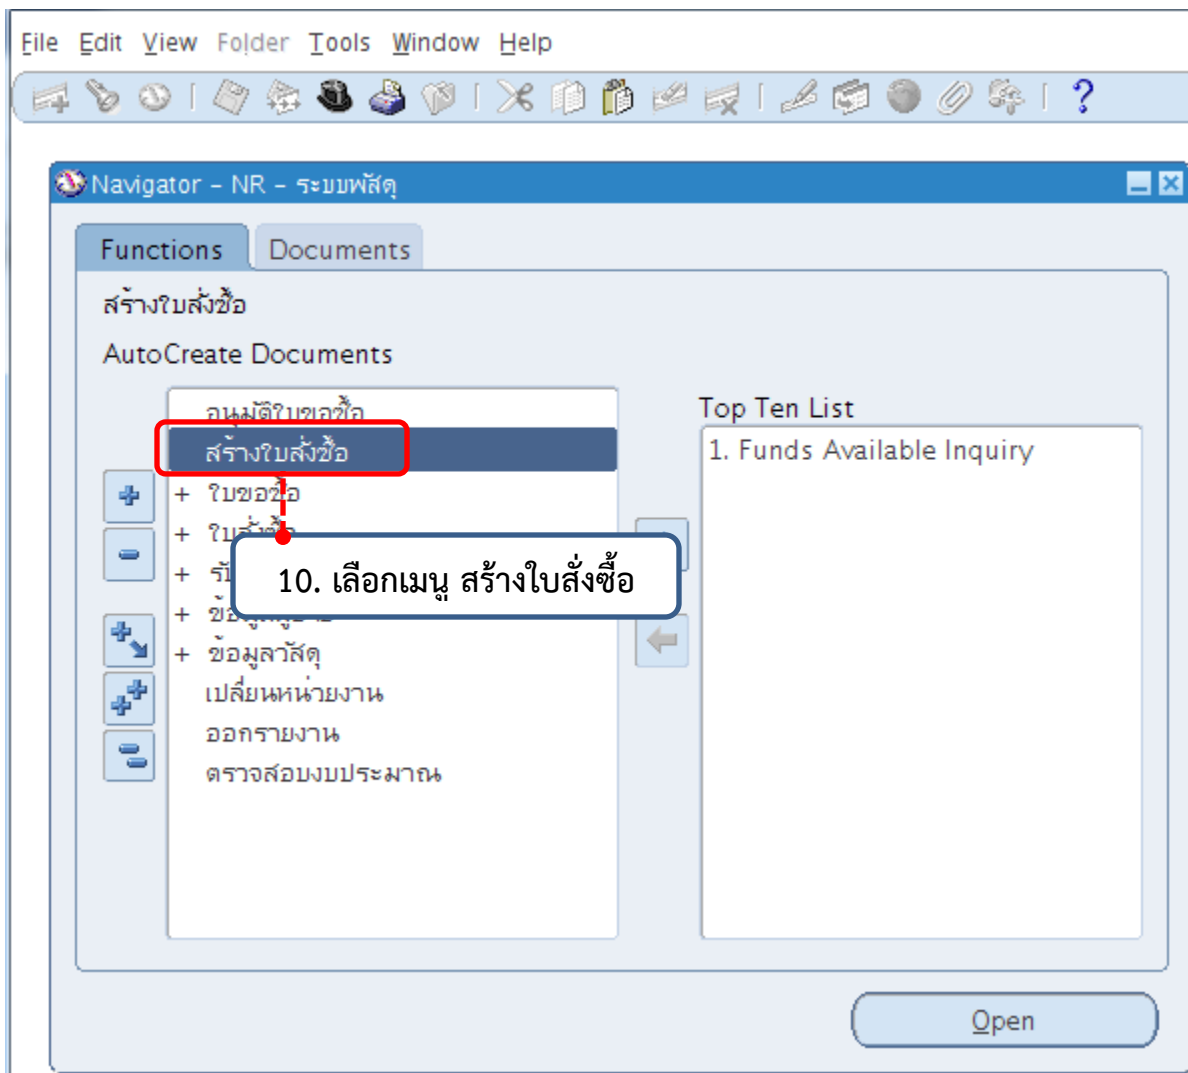 File Edit View Folder Tools Window Help
Navigator – NR – ระบบพัสดุ
Functions Documents
สร้างใบสั่งซื้อ
AutoCreate Documents
อนุมัติใบขอซื้อ
สร้างใบสั่งซื้อ
+ ใบขอซื้อ
+ ใบสั่งซื้อ
+
+
+ ข้อมูลวัสดุ
เปลี่ยนหน่วยงาน
ออกรายงาน
ตรวจสอบงบประมาณ
10. เลือกเมนู สร้างใบสั่งซื้อ
Top Ten List
1. Funds Available Inquiry
Open